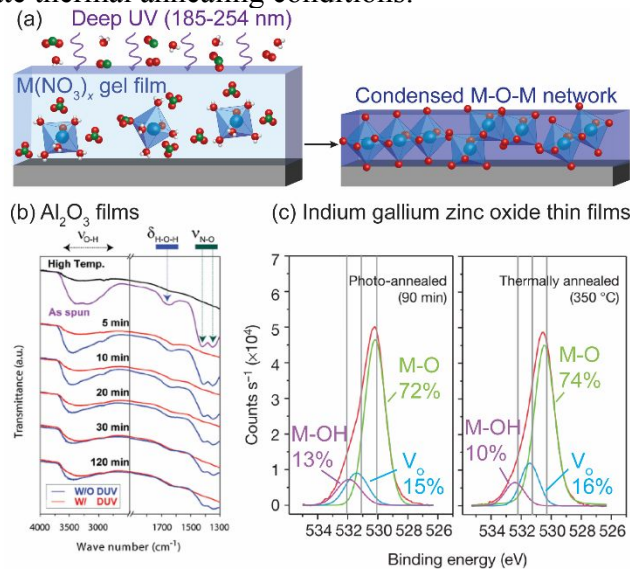 ate thermal annealing conditions.
(a)
Deep UV (185-254 nm)
M(NO3)x gel film
Condensed M-O-M network
(b) Al2O3 films
νO-H
δH-O-H
νN-O
High Temp.
As spun
5 min
10 min
20 min
30 min
120 min
W/O DUV
W/ DUV
Transmittance (a.u.)
4000 3000 1700 1500 1300
Wave number (cm-1)
(c) Indium gallium zinc oxide thin films
Counts s-1 (×104)
7
6
5
4
3
2
1
0
Photo-annealed
(90 min)
M-O
72%
M-OH
13%
VO
15%
534 532 530 528 526
Thermally annealed
(350 °C)
M-O
74%
M-OH
10%
VO
16%
534 532 530 528 526
Binding energy (eV)